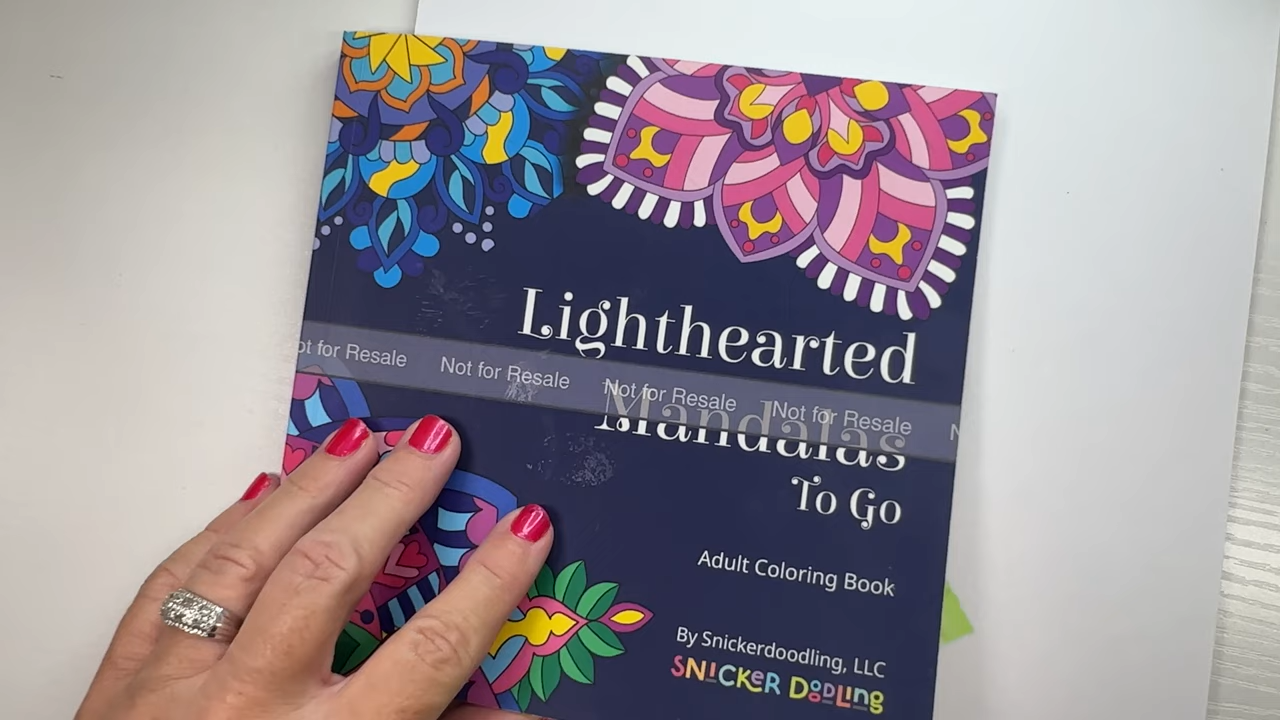 Lighthearted
ot for Resale Not for Resale Not for Resale Not for Resale N
Mandalas
To Go
Adult Coloring Book
By Snickerdoodling, LLC
SNICKER DOODLING